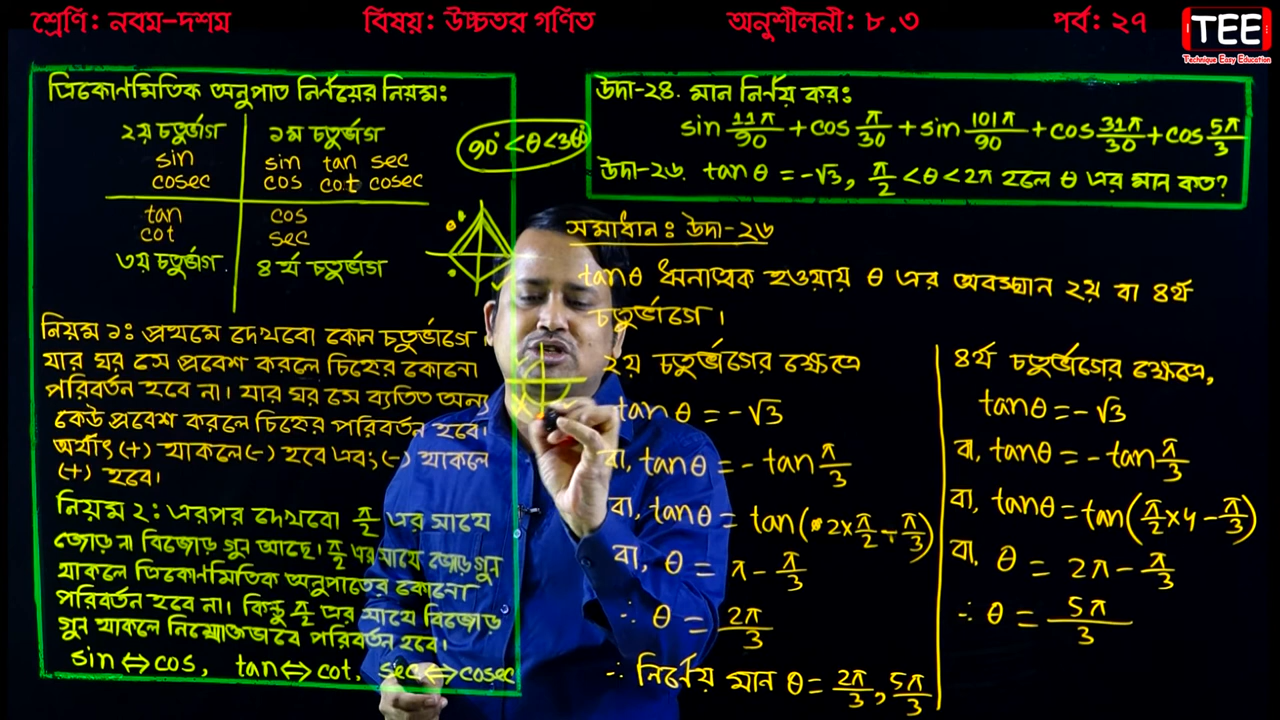 শ্রেণি: নবম-দশম
বিষয়: উচ্চতর গণিত
অনুশীলনী: ৮.৩
পর্ব: ২৭
TEE
Technique Easy Education
ত্রিকোণমিতিক অনুপাত নির্ণয়ের নিয়ম:
২য় চতুর্ভাগ
sin
cosec
১ম চতুর্ভাগ
sin tan sec
cos cot cosec
tan
cot
৩য় চতুর্ভাগ
cos
sec
৪র্থ চতুর্ভাগ
নিয়ম ১: প্রথমে দেখবো কোন চতুর্ভাগে।
যার ঘর সে প্রবেশ করলে চিহ্নের কোনো
পরিবর্তন হবে না। যার ঘর সে ব্যতিত অন্য
কেউ প্রবেশ করলে চিহ্নের পরিবর্তন হবে।
অর্থাৎ (+) থাকলে (-) হবে এবং (-) থাকলে
(+) হবে।
নিয়ম ২: এরপর দেখবো π/2 এর সাথে
জোড় না বিজোড় গুন আছে। π/2 এর সাথে জোড় গুন
থাকলে ত্রিকোণমিতিক অনুপাতের কোনো
পরিবর্তন হবে না। কিন্তু π/2 এর সাথে বিজোড়
গুন থাকলে নিম্নোক্তভাবে পরিবর্তন হবে।
sin ⇔ cos, tan ⇔ cot, sec ⇔ cosec
90° < θ < 360°
উদা-২৪. মান নির্ণয় কর:
sin 11π/90 + cos π/30 + sin 101π/90 + cos 31π/30 + cos 5π/3
উদা-২৬. tan θ = -√3, π/2 < θ < 2π হলে θ এর মান কত?
সমাধান: উদা-২৬
tanθ ঋনাত্মক হওয়ায় θ এর অবস্থান ২য় বা ৪র্থ
চতুর্ভাগে।
২য় চতুর্ভাগের ক্ষেত্রে
tan θ = -√3
বা, tan θ = - tan π/3
বা, tan θ = tan(2×π/2 - π/3)
বা, θ = π - π/3
∴ θ = 2π/3
∴ নির্ণেয় মান θ = 2π/3, 5π/3
৪র্থ চতুর্ভাগের ক্ষেত্রে,
tanθ = -√3
বা, tanθ = -tan π/3
বা, tanθ = tan(π/2 × 4 - π/3)
বা, θ = 2π - π/3
∴ θ = 5π/3